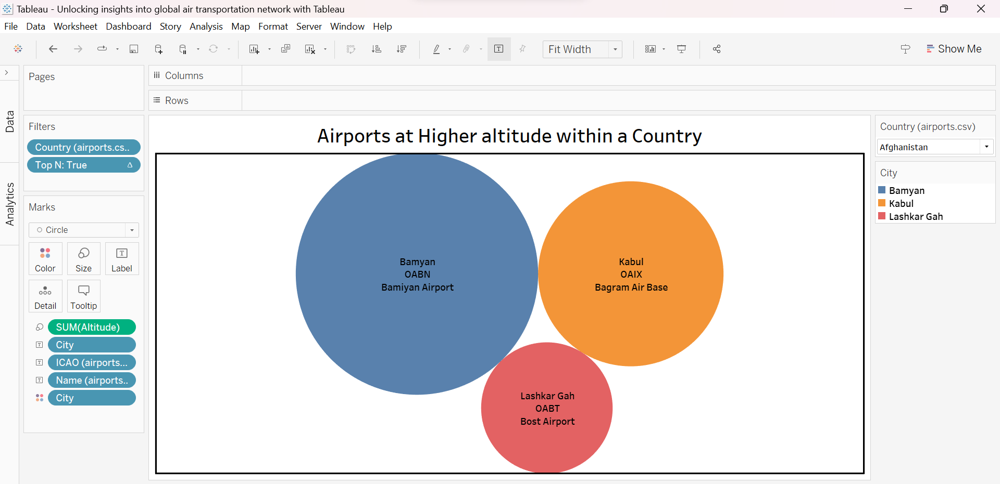 Tableau - Unlocking insights into global air transportation network with Tableau
File Data Worksheet Dashboard Story Analysis Map Format Server Window Help
Fit Width
Show Me
Data
Analytics
Pages
Columns
Rows
Filters
Country (airports.cs..
Top N: True
Marks
Circle
Color Size Label
Detail Tooltip
SUM(Altitude)
City
ICAO (airports...
Name (airports..
City
Airports at Higher altitude within a Country
Bamyan
OABN
Bamiyan Airport
Kabul
OAIX
Bagram Air Base
Lashkar Gah
OABT
Bost Airport
Country (airports.csv)
Afghanistan
City
Bamyan
Kabul
Lashkar Gah